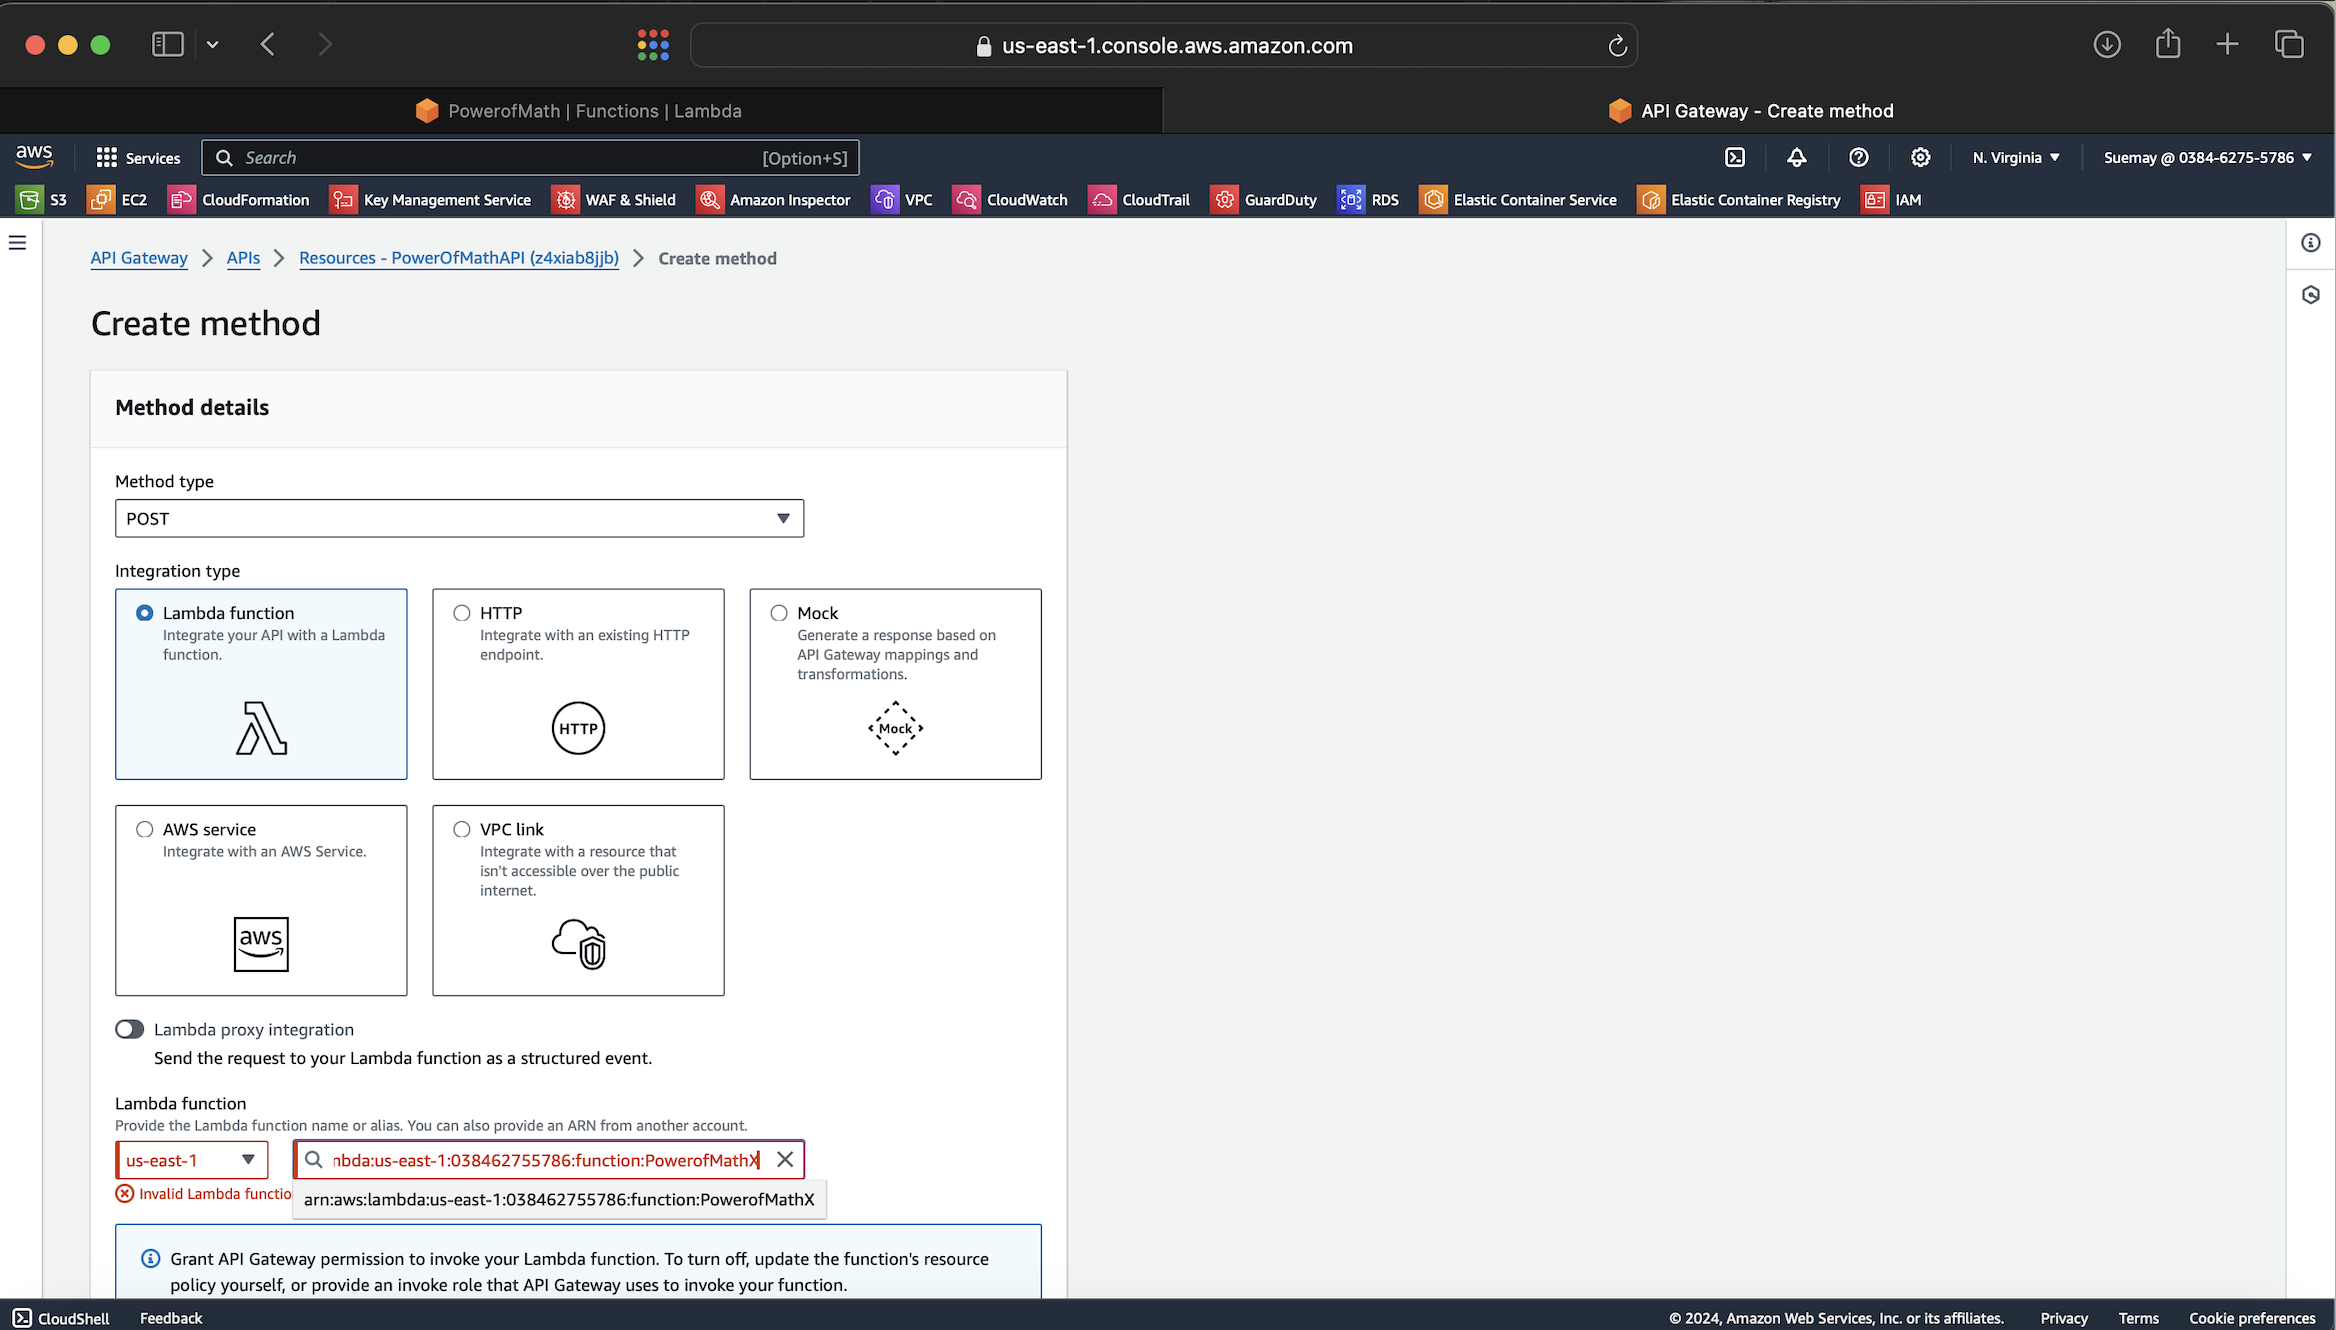 us-east-1.console.aws.amazon.com
PowerofMath | Functions | Lambda
API Gateway - Create method
aws
Services
Search
[Option+S]
N. Virginia
Suemay @ 0384-6275-5786
S3
EC2
CloudFormation
Key Management Service
WAF & Shield
Amazon Inspector
VPC
CloudWatch
CloudTrail
GuardDuty
RDS
Elastic Container Service
Elastic Container Registry
IAM
API Gateway
APIs
Resources - PowerOfMathAPI (z4xiab8jjb)
Create method
Create method
Method details
Method type
POST
Integration type
Lambda function
Integrate your API with a Lambda
function.
HTTP
Integrate with an existing HTTP
endpoint.
HTTP
Mock
Generate a response based on
API Gateway mappings and
transformations.
Mock
AWS service
Integrate with an AWS Service.
aws
VPC link
Integrate with a resource that
isn't accessible over the public
internet.
Lambda proxy integration
Send the request to your Lambda function as a structured event.
Lambda function
Provide the Lambda function name or alias. You can also provide an ARN from another account.
us-east-1
mbda:us-east-1:038462755786:function:PowerofMathX
Invalid Lambda functio
arn:aws:lambda:us-east-1:038462755786:function:PowerofMathX
Grant API Gateway permission to invoke your Lambda function. To turn off, update the function's resource
policy yourself, or provide an invoke role that API Gateway uses to invoke your function.
CloudShell
Feedback
© 2024, Amazon Web Services, Inc. or its affiliates.
Privacy
Terms
Cookie preferences